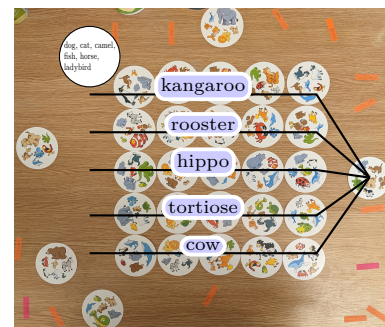 dog, cat, camel,
fish, horse,
ladybird
kangaroo
rooster
hippo
tortiose
cow